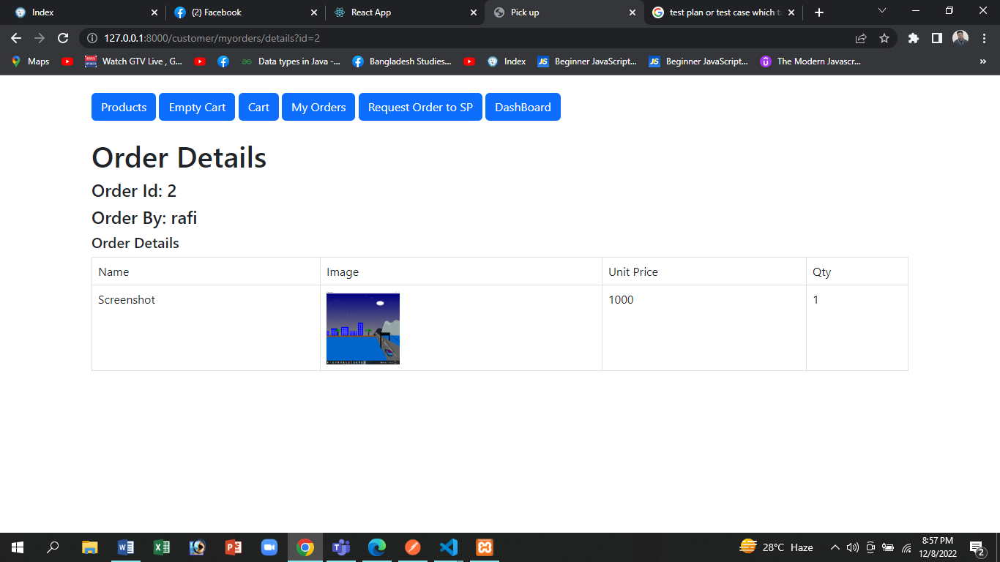 Index
(2) Facebook
React App
Pick up
test plan or test case which t
127.0.0.1:8000/customer/myorders/details?id=2
Maps
Watch GTV Live , G...
Data types in Java -...
Bangladesh Studies...
Index
JS
Beginner JavaScript...
JS
Beginner JavaScript...
The Modern Javascr...
»
Products
Empty Cart
Cart
My Orders
Request Order to SP
DashBoard
Order Details
Order Id: 2
Order By: rafi
Order Details
Name Image Unit Price Qty
Screenshot 1000 1
28°C Haze
8:57 PM
12/8/2022
2